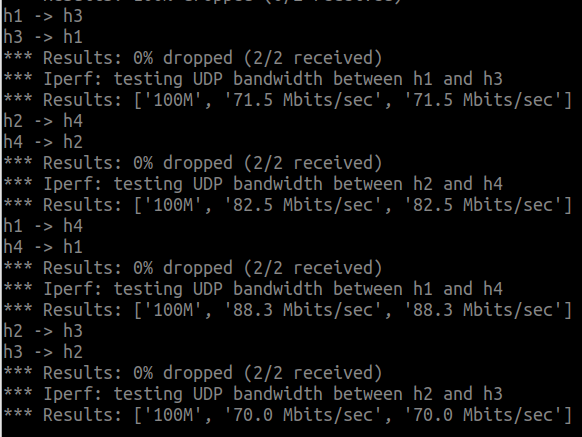 h1 -> h3
h3 -> h1
*** Results: 0% dropped (2/2 received)
*** Iperf: testing UDP bandwidth between h1 and h3
*** Results: ['100M', '71.5 Mbits/sec', '71.5 Mbits/sec']
h2 -> h4
h4 -> h2
*** Results: 0% dropped (2/2 received)
*** Iperf: testing UDP bandwidth between h2 and h4
*** Results: ['100M', '82.5 Mbits/sec', '82.5 Mbits/sec']
h1 -> h4
h4 -> h1
*** Results: 0% dropped (2/2 received)
*** Iperf: testing UDP bandwidth between h1 and h4
*** Results: ['100M', '88.3 Mbits/sec', '88.3 Mbits/sec']
h2 -> h3
h3 -> h2
*** Results: 0% dropped (2/2 received)
*** Iperf: testing UDP bandwidth between h2 and h3
*** Results: ['100M', '70.0 Mbits/sec', '70.0 Mbits/sec']